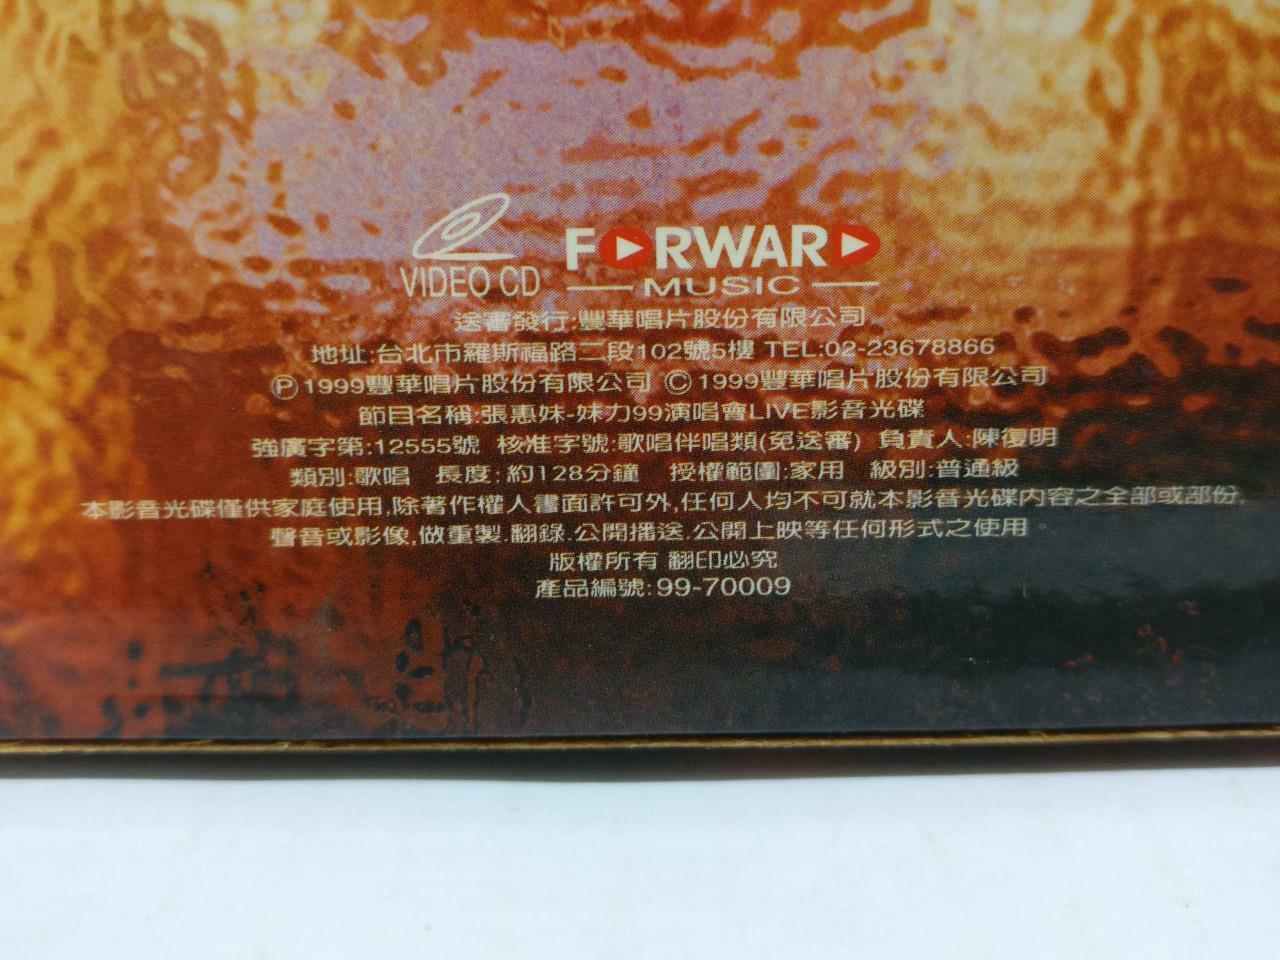 VIDEO CD
FORWARD
MUSIC
送審發行:豐華唱片股份有限公司
地址:台北市羅斯福路二段102號5樓 TEL:02-23678866
Ⓟ1999豐華唱片股份有限公司 Ⓒ1999豐華唱片股份有限公司
節目名稱:張惠妹-妹力99演唱會LIVE影音光碟
強廣字第:12555號 核准字號:歌唱伴唱類(免送審) 負責人:陳復明
類別:歌唱 長度:約128分鐘 授權範圍:家用 級別:普通級
本影音光碟僅供家庭使用,除著作權人書面許可外,任何人均不可就本影音光碟內容之全部或部份,
聲音或影像,做重製.翻錄.公開播送.公開上映等任何形式之使用。
版權所有 翻印必究
產品編號:99-70009